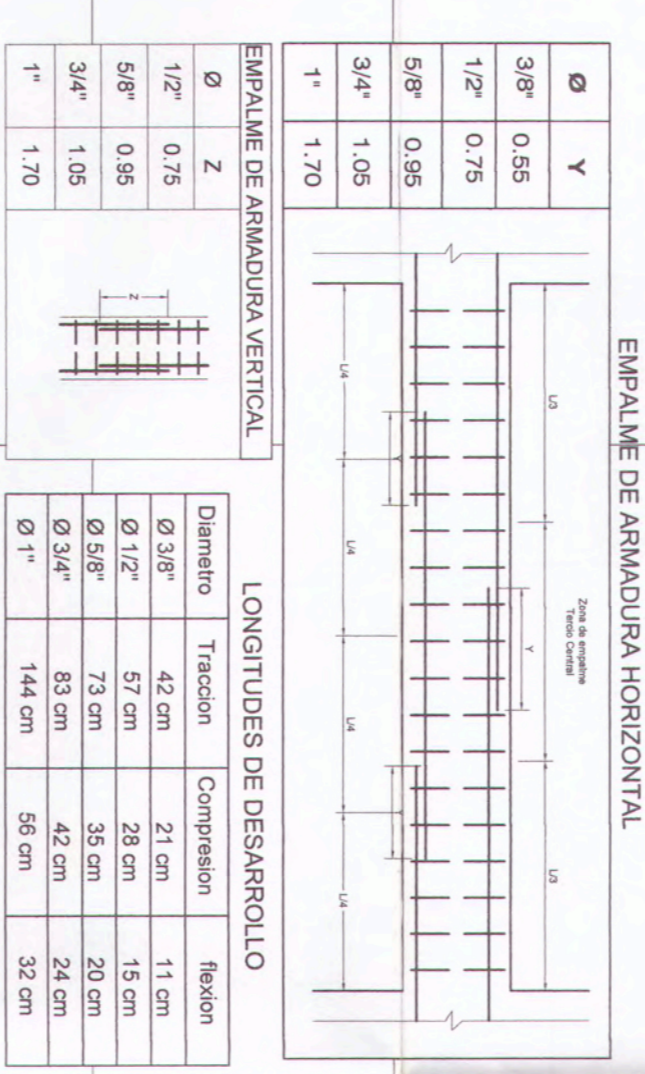 EMPALME DE ARMADURA HORIZONTAL
Ø Y
3/8" 0.55
1/2" 0.75
5/8" 0.95
3/4" 1.05
1" 1.70
L/3 L/3
Zona de empalme
Tercio Central
Y
L/4 L/4 L/4 L/4
EMPALME DE ARMADURA VERTICAL
Ø Z
1/2" 0.75
5/8" 0.95
3/4" 1.05
1" 1.70
Z
LONGITUDES DE DESARROLLO
Diametro Traccion Compresion flexion
Ø 3/8" 42 cm 21 cm 11 cm
Ø 1/2" 57 cm 28 cm 15 cm
Ø 5/8" 73 cm 35 cm 20 cm
Ø 3/4" 83 cm 42 cm 24 cm
Ø 1" 144 cm 56 cm 32 cm